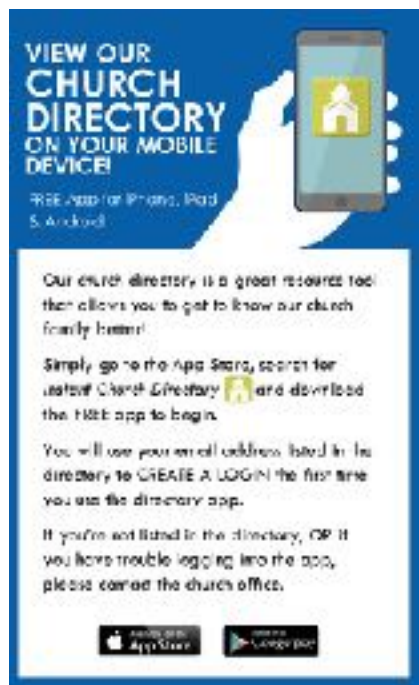 VIEW OUR
CHURCH
DIRECTORY
ON YOUR MOBILE
DEVICE!
FREE App for iPhone, iPad
& Android
Our church directory is a great resource tool
that allows you to get to know our church
family better!
Simply go to the App Store, search for
Instant Church Directory and download
the FREE app to begin.
You will use your email address listed in the
directory to CREATE A LOGIN the first time
you use the directory app.
If you're not listed in the directory, OR if
you have trouble logging into the app,
please contact the church office.
App Store
Google play